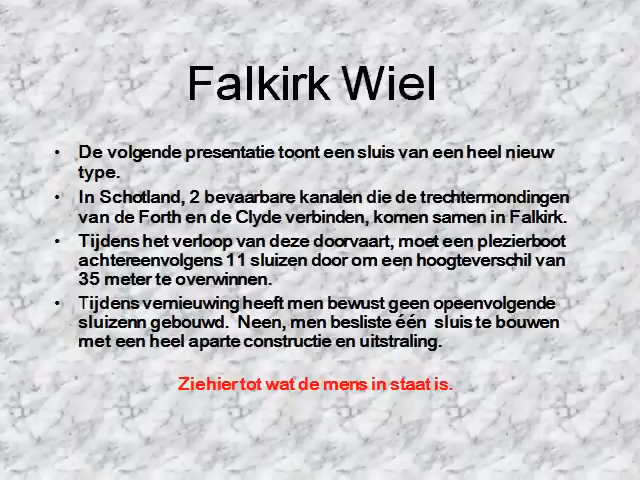 Falkirk Wiel
• De volgende presentatie toont een sluis van een heel nieuw
type.
• In Schotland, 2 bevaarbare kanalen die de trechtermondingen
van de Forth en de Clyde verbinden, komen samen in Falkirk.
• Tijdens het verloop van deze doorvaart, moet een plezierboot
achtereenvolgens 11 sluizen door om een hoogteverschil van
35 meter te overwinnen.
• Tijdens vernieuwing heeft men bewust geen opeenvolgende
sluizenn gebouwd. Neen, men besliste één sluis te bouwen
met een heel aparte constructie en uitstraling.
Ziehier tot wat de mens in staat is.